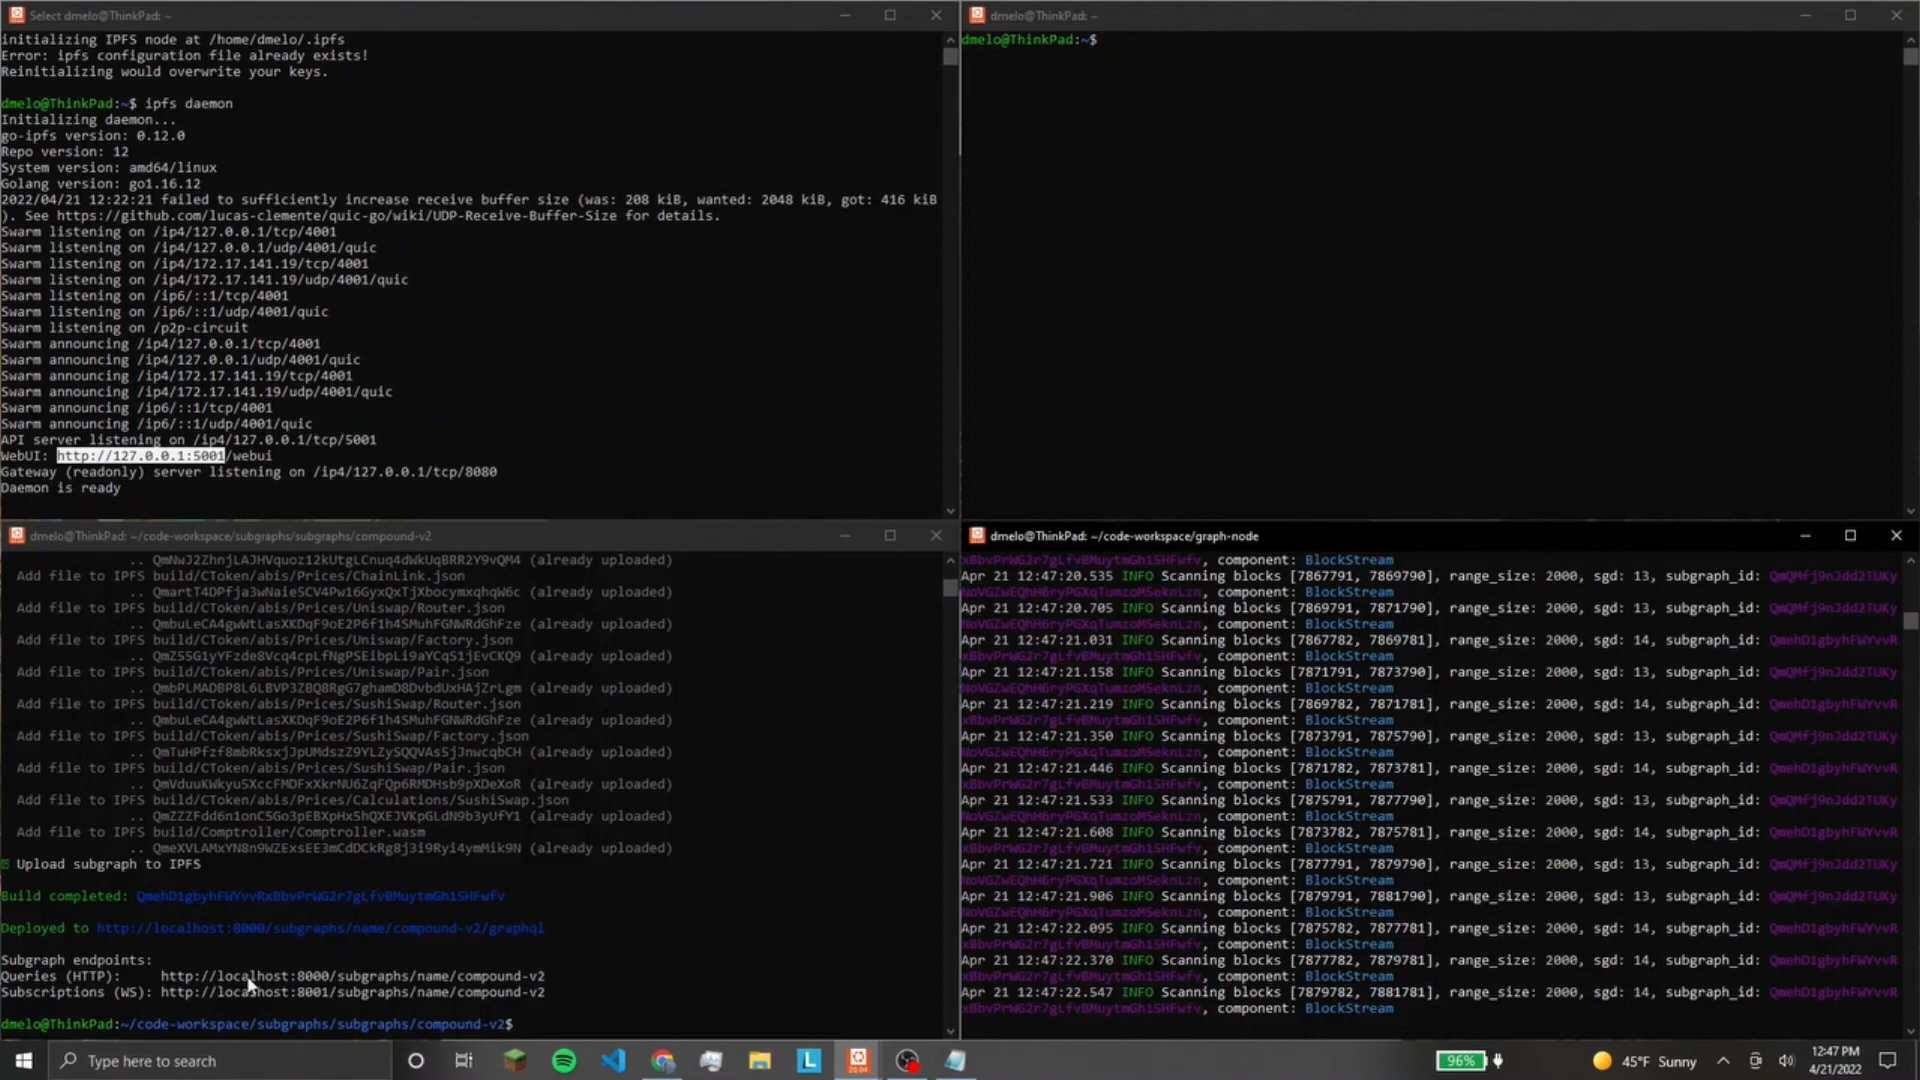 Select dmelo@ThinkPad: ~
initializing IPFS node at /home/dmelo/.ipfs
Error: ipfs configuration file already exists!
Reinitializing would overwrite your keys.
dmelo@ThinkPad:~$ ipfs daemon
Initializing daemon...
go-ipfs version: 0.12.0
Repo version: 12
System version: amd64/linux
Golang version: go1.16.12
2022/04/21 12:22:21 failed to sufficiently increase receive buffer size (was: 208 kiB, wanted: 2048 kiB, got: 416 kiB
). See https://github.com/lucas-clemente/quic-go/wiki/UDP-Receive-Buffer-Size for details.
Swarm listening on /ip4/127.0.0.1/tcp/4001
Swarm listening on /ip4/127.0.0.1/udp/4001/quic
Swarm listening on /ip4/172.17.141.19/tcp/4001
Swarm listening on /ip4/172.17.141.19/udp/4001/quic
Swarm listening on /ip6/::1/tcp/4001
Swarm listening on /ip6/::1/udp/4001/quic
Swarm listening on /p2p-circuit
Swarm announcing /ip4/127.0.0.1/tcp/4001
Swarm announcing /ip4/127.0.0.1/udp/4001/quic
Swarm announcing /ip4/172.17.141.19/tcp/4001
Swarm announcing /ip4/172.17.141.19/udp/4001/quic
Swarm announcing /ip6/::1/tcp/4001
Swarm announcing /ip6/::1/udp/4001/quic
API server listening on /ip4/127.0.0.1/tcp/5001
WebUI: http://127.0.0.1:5001/webui
Gateway (readonly) server listening on /ip4/127.0.0.1/tcp/8080
Daemon is ready
dmelo@ThinkPad: ~
dmelo@ThinkPad:~$
dmelo@ThinkPad: ~/code-workspace/subgraphs/subgraphs/compound-v2
.. (already uploaded)
Add file to IPFS build/CToken/abis/Prices/ChainLink.json
.. (already uploaded)
Add file to IPFS build/CToken/abis/Prices/Uniswap/Router.json
.. (already uploaded)
Add file to IPFS build/CToken/abis/Prices/Uniswap/Factory.json
.. (already uploaded)
Add file to IPFS build/CToken/abis/Prices/Uniswap/Pair.json
.. (already uploaded)
Add file to IPFS build/CToken/abis/Prices/SushiSwap/Router.json
.. (already uploaded)
Add file to IPFS build/CToken/abis/Prices/SushiSwap/Factory.json
.. (already uploaded)
Add file to IPFS build/CToken/abis/Prices/SushiSwap/Pair.json
.. (already uploaded)
Add file to IPFS build/CToken/abis/Prices/Calculations/SushiSwap.json
.. (already uploaded)
Add file to IPFS build/Comptroller/Comptroller.wasm
.. (already uploaded)
Upload subgraph to IPFS
Build completed:
Deployed to http://localhost:8000/subgraphs/name/compound-v2/graphql
Subgraph endpoints:
Queries (HTTP): http://localhost:8000/subgraphs/name/compound-v2
Subscriptions (WS): http://localhost:8001/subgraphs/name/compound-v2
dmelo@ThinkPad:~/code-workspace/subgraphs/subgraphs/compound-v2$
dmelo@ThinkPad: ~/code-workspace/graph-node
, component: BlockStream
Apr 21 12:47:20.535 INFO Scanning blocks [7867791, 7869790], range_size: 2000, sgd: 13, subgraph_id:
, component: BlockStream
Apr 21 12:47:20.705 INFO Scanning blocks [7869791, 7871790], range_size: 2000, sgd: 13, subgraph_id:
, component: BlockStream
Apr 21 12:47:21.031 INFO Scanning blocks [7867782, 7869781], range_size: 2000, sgd: 14, subgraph_id:
, component: BlockStream
Apr 21 12:47:21.158 INFO Scanning blocks [7871791, 7873790], range_size: 2000, sgd: 13, subgraph_id:
, component: BlockStream
Apr 21 12:47:21.219 INFO Scanning blocks [7869782, 7871781], range_size: 2000, sgd: 14, subgraph_id:
, component: BlockStream
Apr 21 12:47:21.350 INFO Scanning blocks [7873791, 7875790], range_size: 2000, sgd: 13, subgraph_id:
, component: BlockStream
Apr 21 12:47:21.446 INFO Scanning blocks [7871782, 7873781], range_size: 2000, sgd: 14, subgraph_id:
, component: BlockStream
Apr 21 12:47:21.533 INFO Scanning blocks [7875791, 7877790], range_size: 2000, sgd: 13, subgraph_id:
, component: BlockStream
Apr 21 12:47:21.608 INFO Scanning blocks [7873782, 7875781], range_size: 2000, sgd: 14, subgraph_id:
, component: BlockStream
Apr 21 12:47:21.721 INFO Scanning blocks [7877791, 7879790], range_size: 2000, sgd: 13, subgraph_id:
, component: BlockStream
Apr 21 12:47:21.906 INFO Scanning blocks [7879791, 7881790], range_size: 2000, sgd: 13, subgraph_id:
, component: BlockStream
Apr 21 12:47:22.095 INFO Scanning blocks [7875782, 7877781], range_size: 2000, sgd: 14, subgraph_id:
, component: BlockStream
Apr 21 12:47:22.370 INFO Scanning blocks [7877782, 7879781], range_size: 2000, sgd: 14, subgraph_id:
, component: BlockStream
Apr 21 12:47:22.547 INFO Scanning blocks [7879782, 7881781], range_size: 2000, sgd: 14, subgraph_id:
, component: BlockStream
Type here to search
L
20.04
96%
45°F Sunny
12:47 PM
4/21/2022